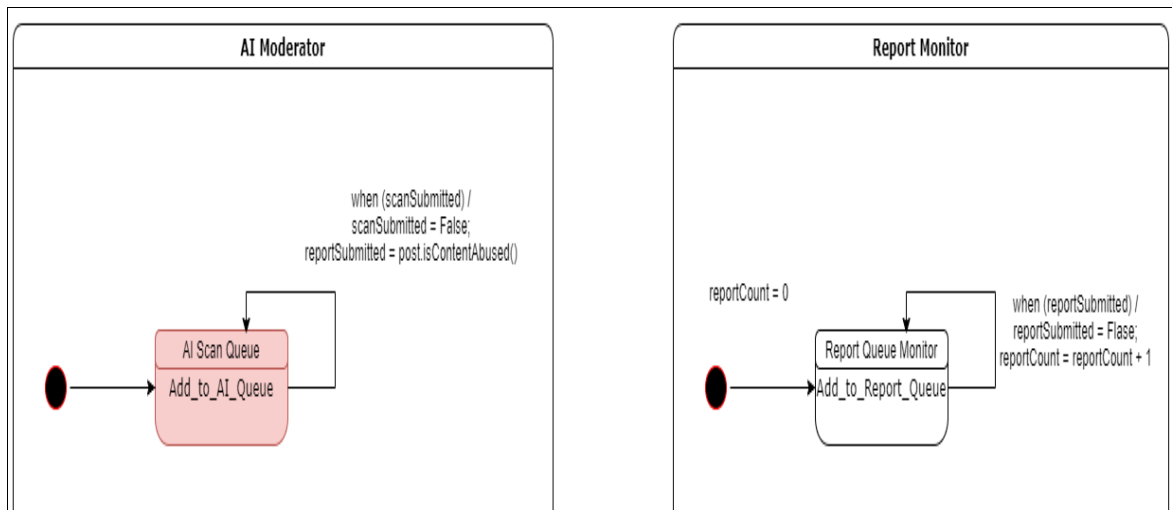 AI Moderator
when (scanSubmitted) /
scanSubmitted = False;
reportSubmitted = post.isContentAbused()
AI Scan Queue
Add_to_AI_Queue
Report Monitor
reportCount = 0
when (reportSubmitted) /
reportSubmitted = Flase;
reportCount = reportCount + 1
Report Queue Monitor
Add_to_Report_Queue